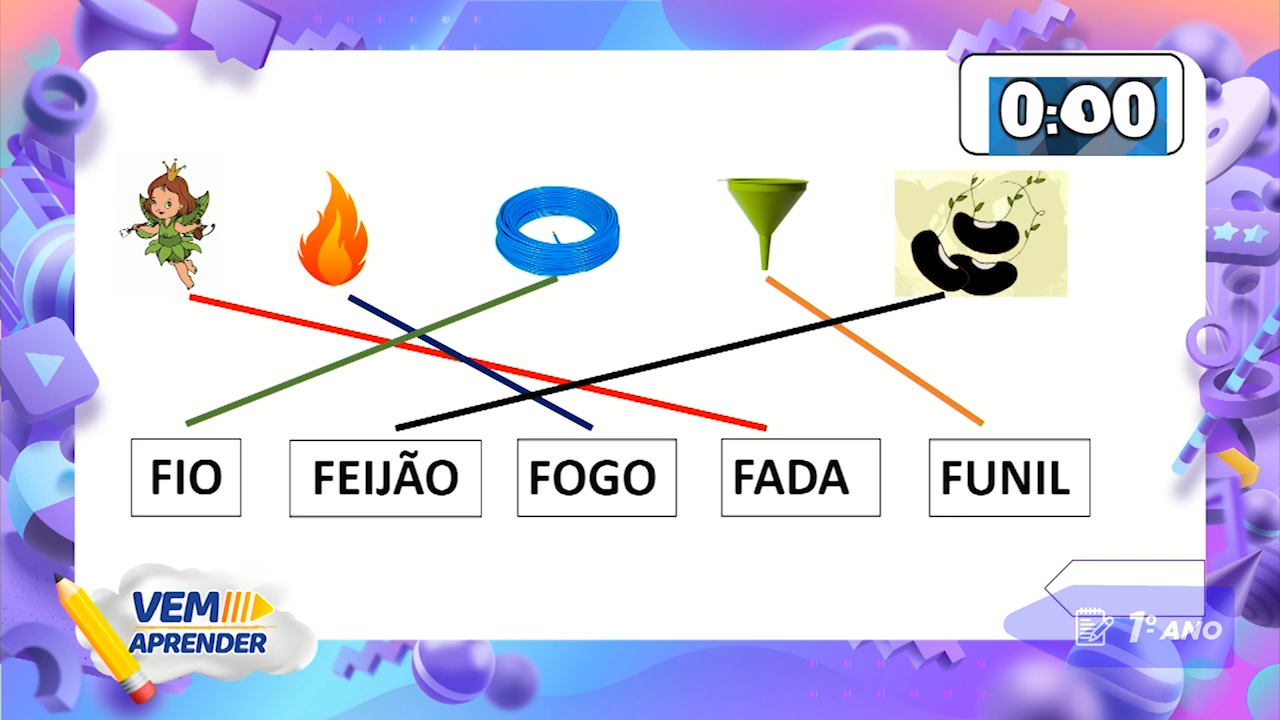 0:00
FIO
FEIJÃO
FOGO
FADA
FUNIL
VEM
APRENDER
1º ANO